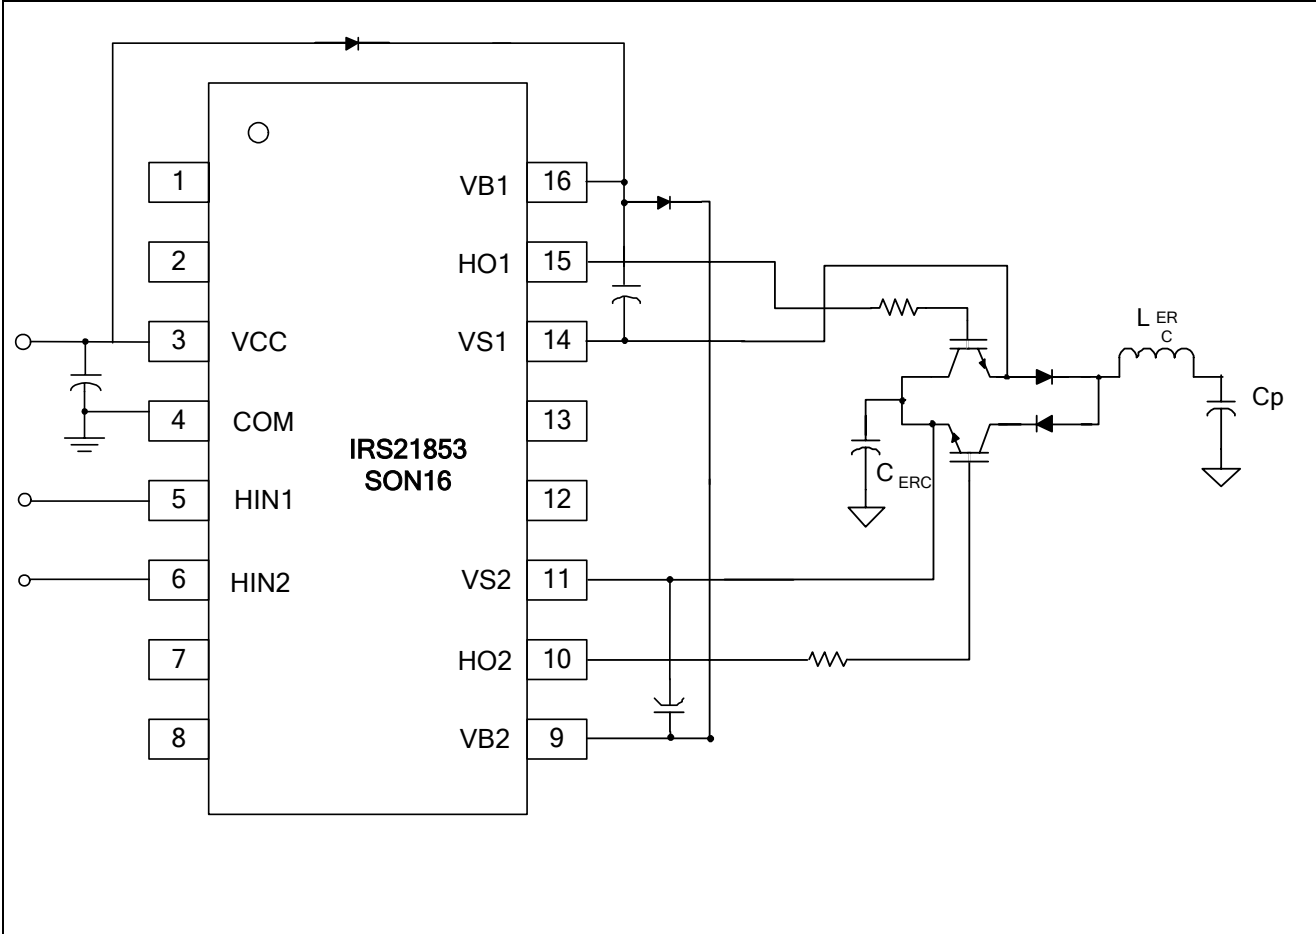 1
2
3 VCC
4 COM
5 HIN1
6 HIN2
7
8
IRS21853
SON16
VB1 16
HO1 15
VS1 14
13
12
VS2 11
HO2 10
VB2 9
L ER
C
Cp
C ERC